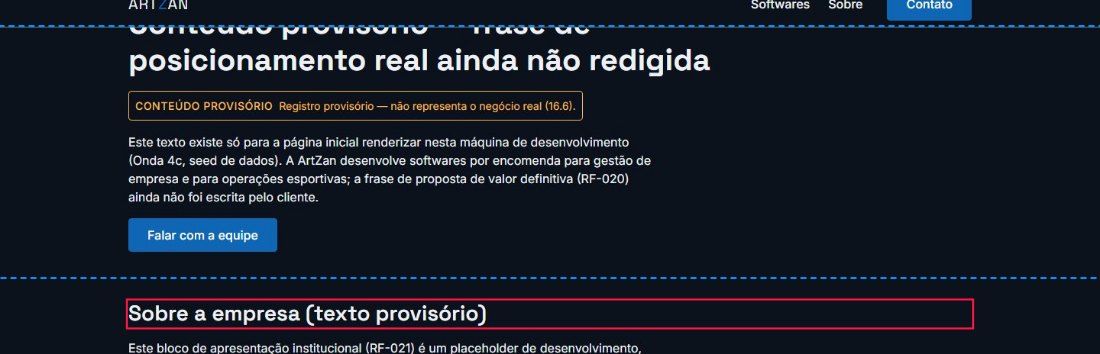 ARTZAN
Softwares Sobre Contato
Conteúdo provisório — frase de
posicionamento real ainda não redigida
CONTEÚDO PROVISÓRIO Registro provisório — não representa o negócio real (16.6).
Este texto existe só para a página inicial renderizar nesta máquina de desenvolvimento
(Onda 4c, seed de dados). A ArtZan desenvolve softwares por encomenda para gestão de
empresa e para operações esportivas; a frase de proposta de valor definitiva (RF-020)
ainda não foi escrita pelo cliente.
Falar com a equipe
Sobre a empresa (texto provisório)
Este bloco de apresentação institucional (RF-021) é um placeholder de desenvolvimento,